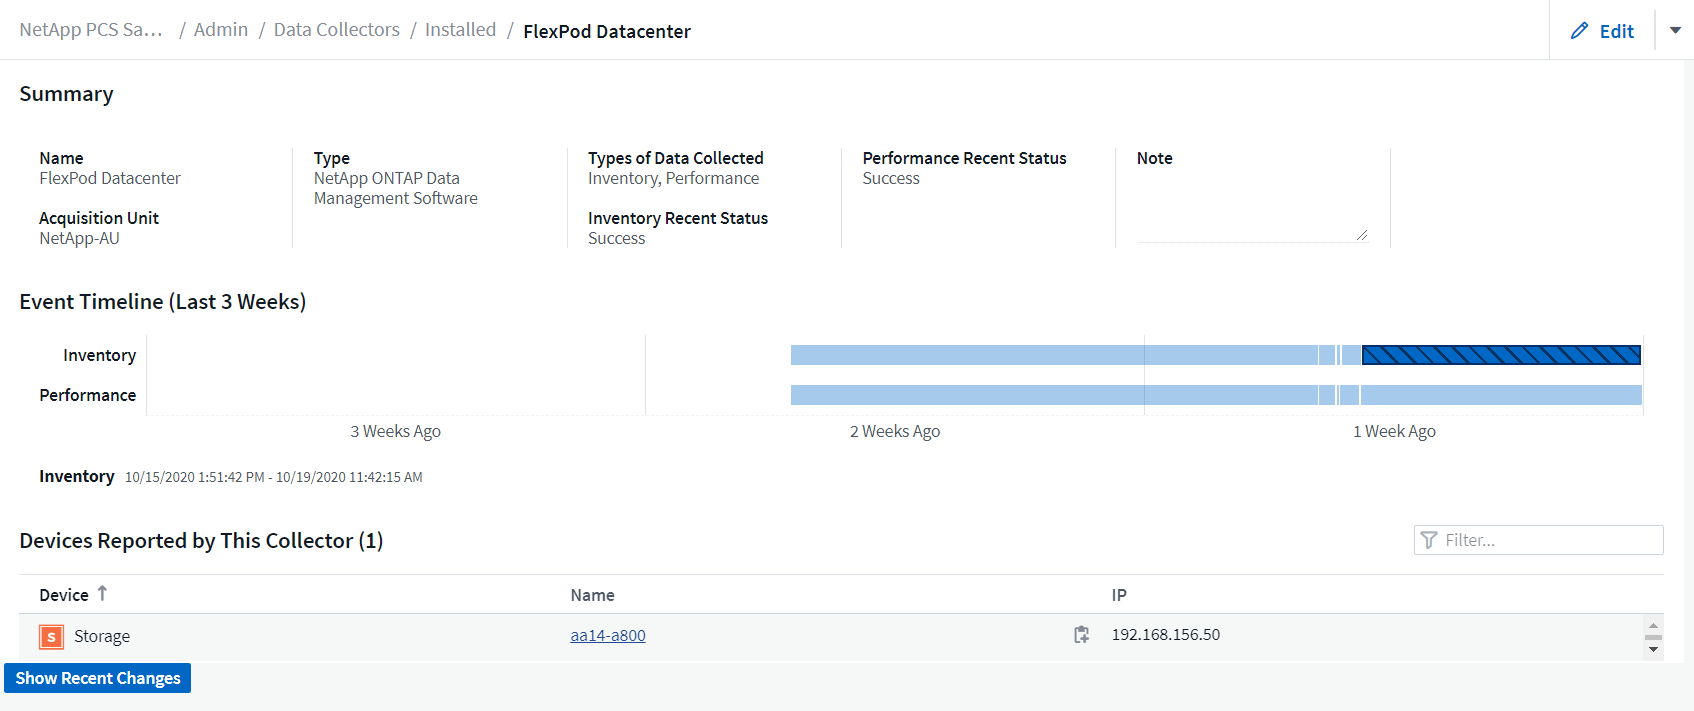 NetApp PCS Sa... / Admin / Data Collectors / Installed / FlexPod Datacenter
Edit
Summary
Name
FlexPod Datacenter
Acquisition Unit
NetApp-AU
Type
NetApp ONTAP Data
Management Software
Types of Data Collected
Inventory, Performance
Inventory Recent Status
Success
Performance Recent Status
Success
Note
Event Timeline (Last 3 Weeks)
Inventory
Performance
3 Weeks Ago
2 Weeks Ago
1 Week Ago
Inventory 10/15/2020 1:51:42 PM - 10/19/2020 11:42:15 AM
Devices Reported by This Collector (1)
Filter...
Device ↑ Name IP
S Storage aa14-a800 192.168.156.50
Show Recent Changes